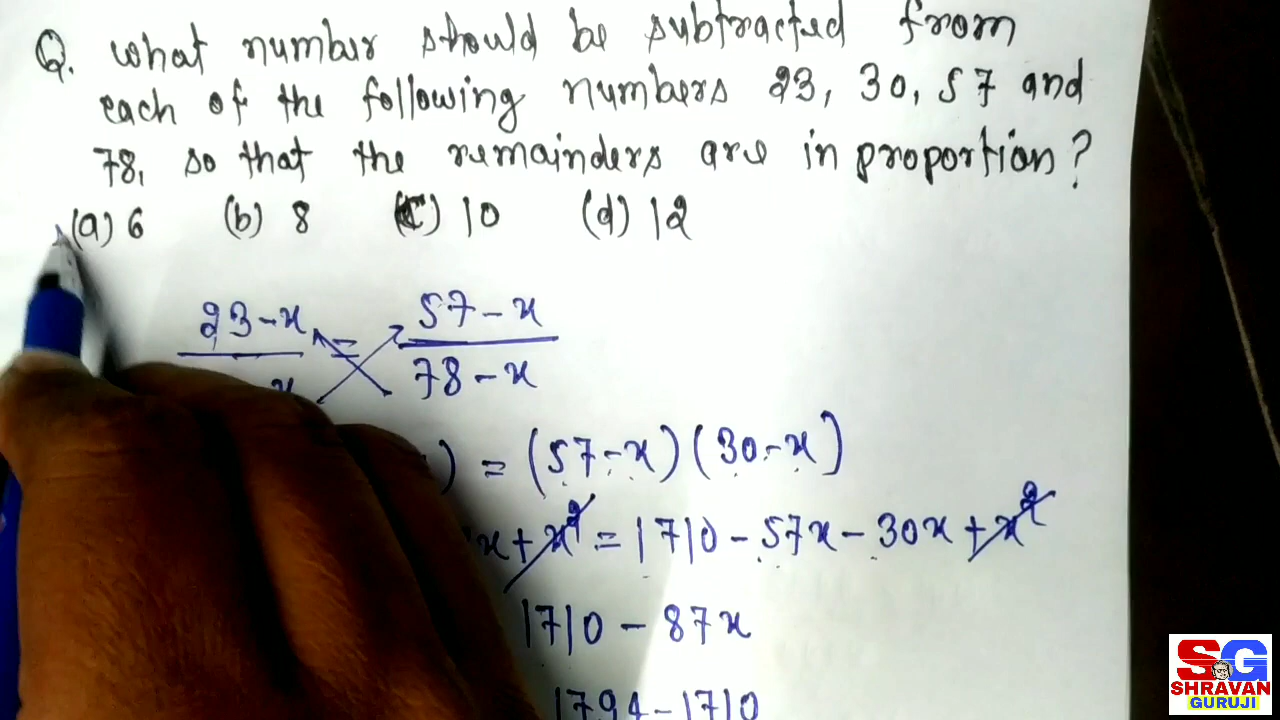 Q. What number should be subtracted from
each of the following numbers 23, 30, 57 and
78, so that the remainders are in proportion?
(a) 6 (b) 8 (c) 10 (d) 12
23-x = 57-x
x 78-x
) = (57-x)(30-x)
x+x² = 1710-57x-30x+x²
1710-87x
1794-1710
SG
SHRAVAN
GURUJI